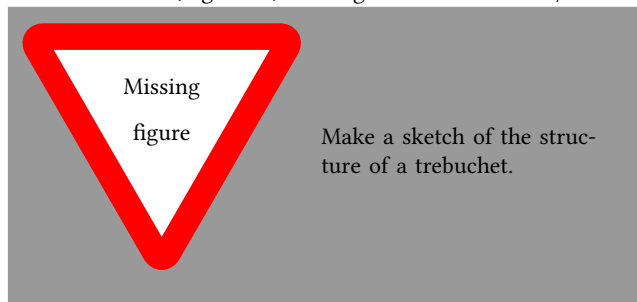 Missing
figure
Make a sketch of the struc-
ture of a trebuchet.